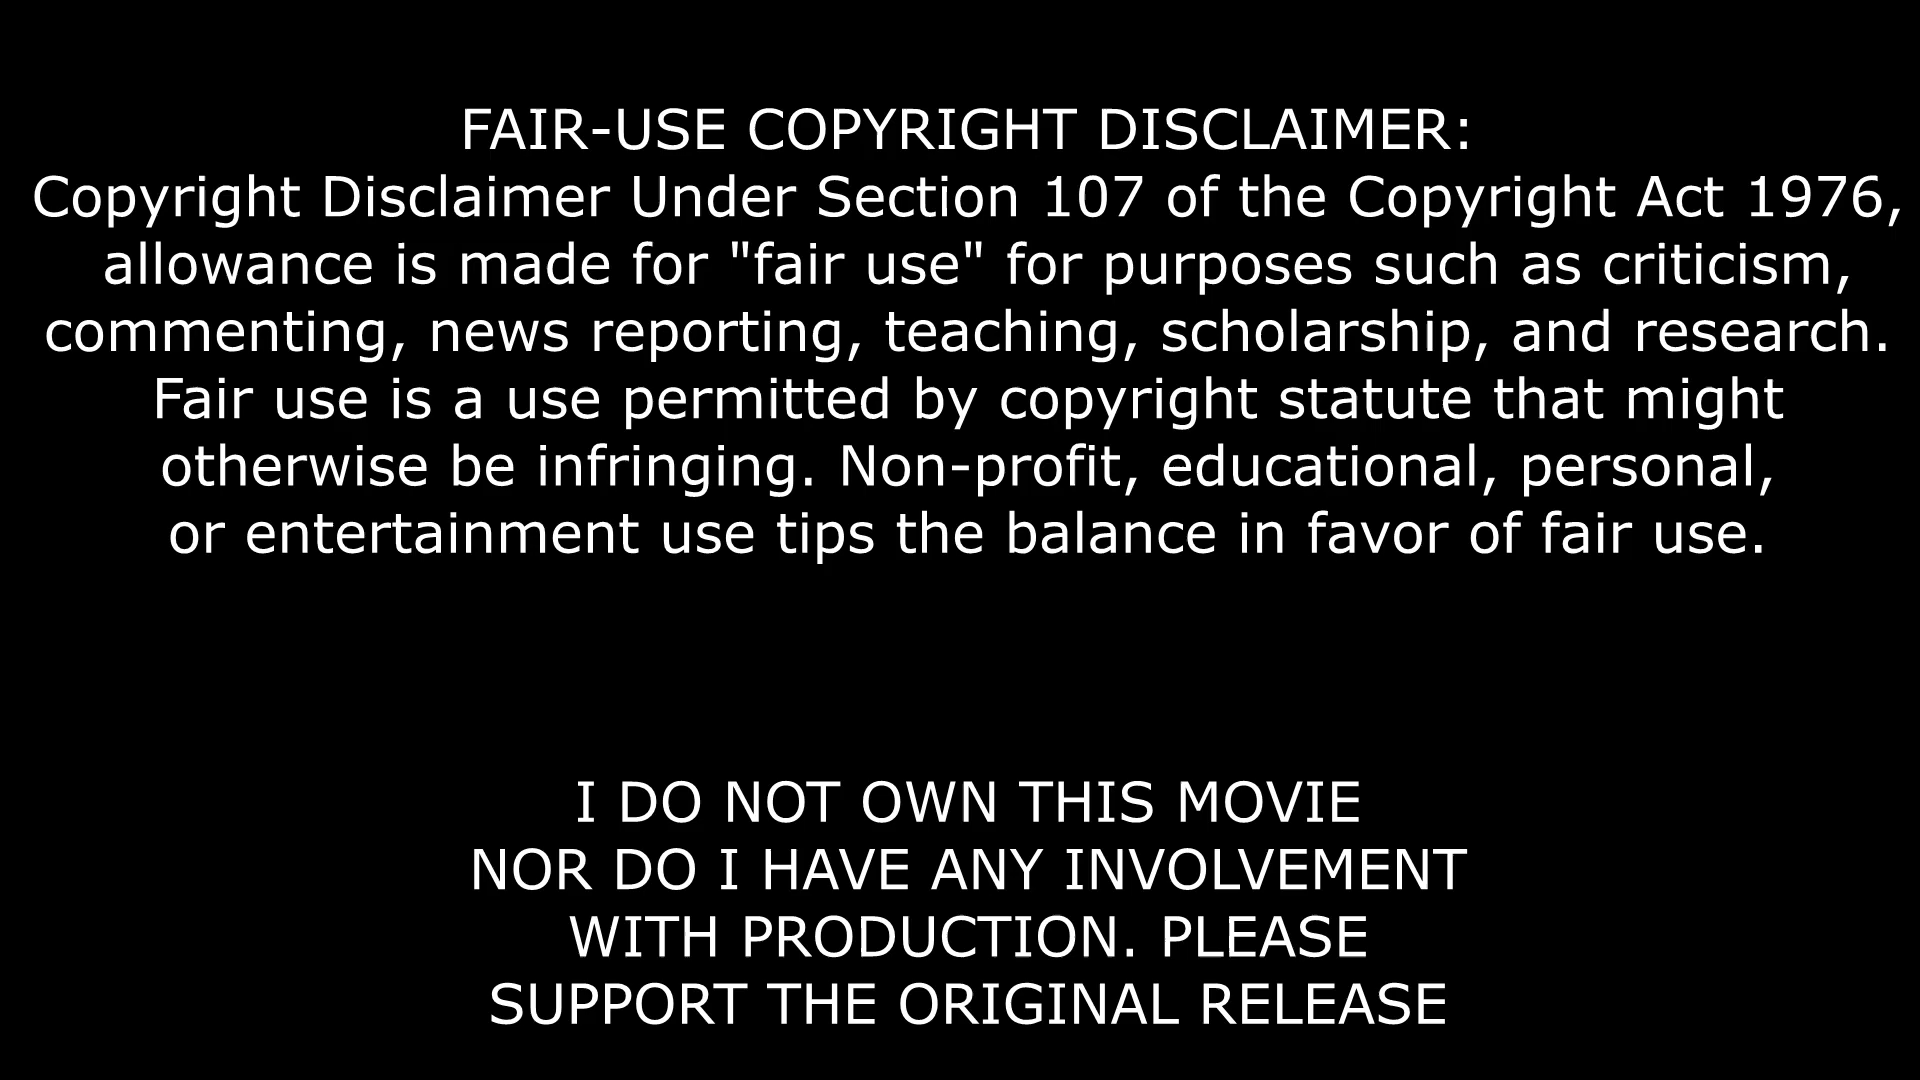 FAIR-USE COPYRIGHT DISCLAIMER:
Copyright Disclaimer Under Section 107 of the Copyright Act 1976,
allowance is made for "fair use" for purposes such as criticism,
commenting, news reporting, teaching, scholarship, and research.
Fair use is a use permitted by copyright statute that might
otherwise be infringing. Non-profit, educational, personal,
or entertainment use tips the balance in favor of fair use.
I DO NOT OWN THIS MOVIE
NOR DO I HAVE ANY INVOLVEMENT
WITH PRODUCTION. PLEASE
SUPPORT THE ORIGINAL RELEASE